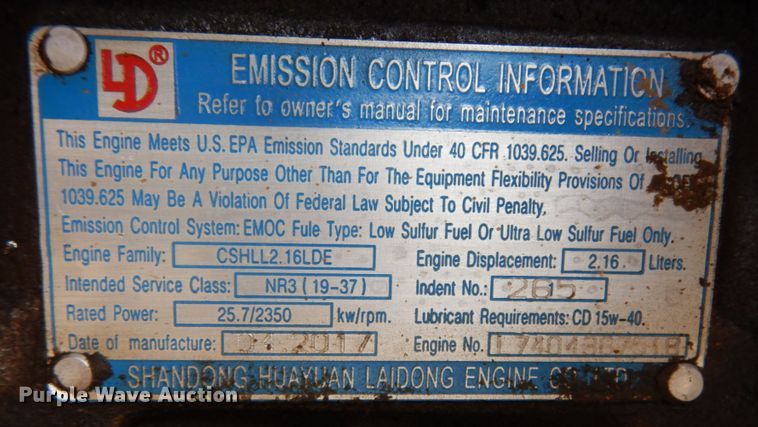 LD®
EMISSION CONTROL INFORMATION
Refer to owner's manual for maintenance specifications.
This Engine Meets U.S. EPA Emission Standards Under 40 CFR 1039.625. Selling Or Installing
This Engine For Any Purpose Other Than For The Equipment Flexibility Provisions Of
1039.625 May Be A Violation Of Federal Law Subject To Civil Penalty,
Emission Control System: EMOC Fule Type: Low Sulfur Fuel Or Ultra Low Sulfur Fuel Only.
Engine Family: CSHLL2.16LDE Engine Displacement: 2.16 Liters.
Intended Service Class: NR3 (19-37) Indent No.: 265
Rated Power: 25.7/2350 kw/rpm. Lubricant Requirements: CD 15w-40.
Date of manufacture: 04.2017 Engine No.
SHANDONG HUAYUAN LAIDONG ENGINE CO LTD
Purple Wave Auction